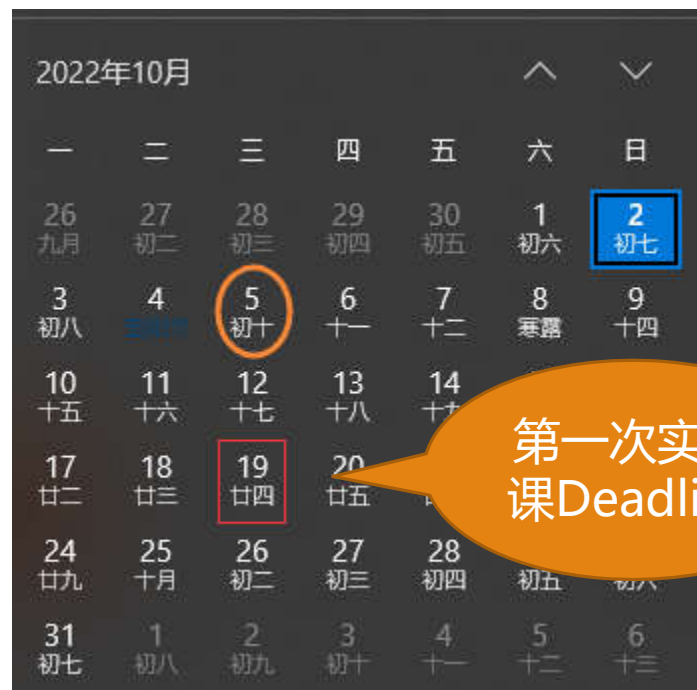 2022年10月
一 二 三 四 五 六 日
26 27 28 29 30 1 2
九月 初二 初三 初四 初五 初六 初七
3 4 5 6 7 8 9
初八 初十 十一 十二 寒露 十四
10 11 12 13 14
十五 十六 十七 十八 十九
第一次实
课Deadli
17 18 19 20
廿二 廿三 廿四 廿五
24 25 26 27 28
廿九 十月 初二 初三 初四 初五 初六
31 1 2 3 4 5 6
初七 初八 初九 初十 十一 十二 十三